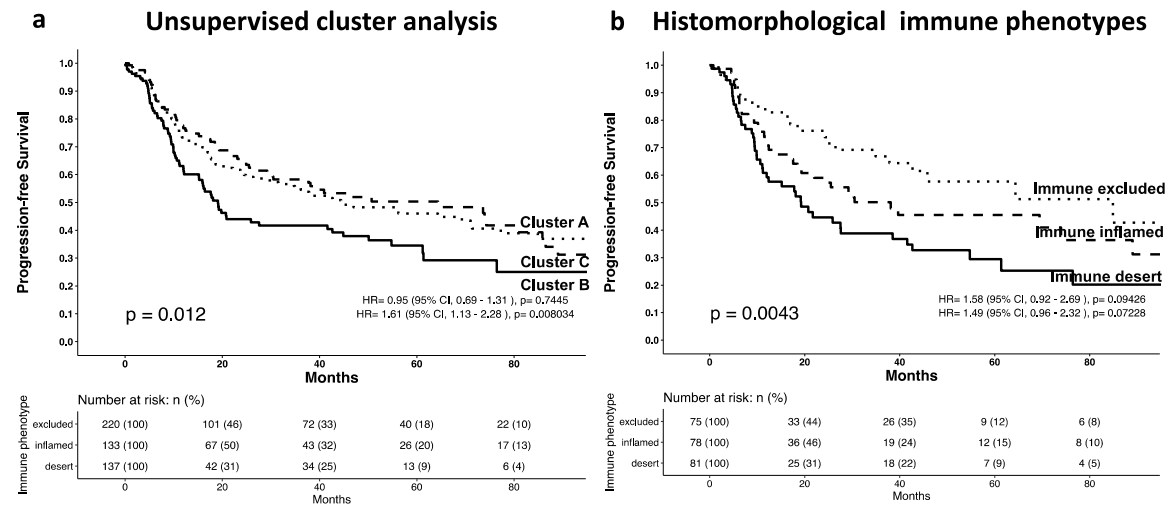 a Unsupervised cluster analysis
Progression-free Survival
1.0
0.9
0.8
0.7
0.6
0.5
0.4
0.3
0.2
0.1
0.0
Cluster A
Cluster C
Cluster B
HR= 0.95 (95% CI, 0.69 - 1.31 ), p= 0.7445
HR= 1.61 (95% CI, 1.13 - 2.28 ), p= 0.008034
p = 0.012
0 20 40 60 80
Months
Number at risk: n (%)
Immune phenotype
excluded 220 (100) 101 (46) 72 (33) 40 (18) 22 (10)
inflamed 133 (100) 67 (50) 43 (32) 26 (20) 17 (13)
desert 137 (100) 42 (31) 34 (25) 13 (9) 6 (4)
0 20 40 60 80
Months
b Histomorphological immune phenotypes
Progression-free Survival
1.0
0.9
0.8
0.7
0.6
0.5
0.4
0.3
0.2
0.1
0.0
Immune excluded
Immune inflamed
Immune desert
HR= 1.58 (95% CI, 0.92 - 2.69 ), p= 0.09426
HR= 1.49 (95% CI, 0.96 - 2.32 ), p= 0.07228
p = 0.0043
0 20 40 60 80
Months
Number at risk: n (%)
Immune phenotype
excluded 75 (100) 33 (44) 26 (35) 9 (12) 6 (8)
inflamed 78 (100) 36 (46) 19 (24) 12 (15) 8 (10)
desert 81 (100) 25 (31) 18 (22) 7 (9) 4 (5)
0 20 40 60 80
Months